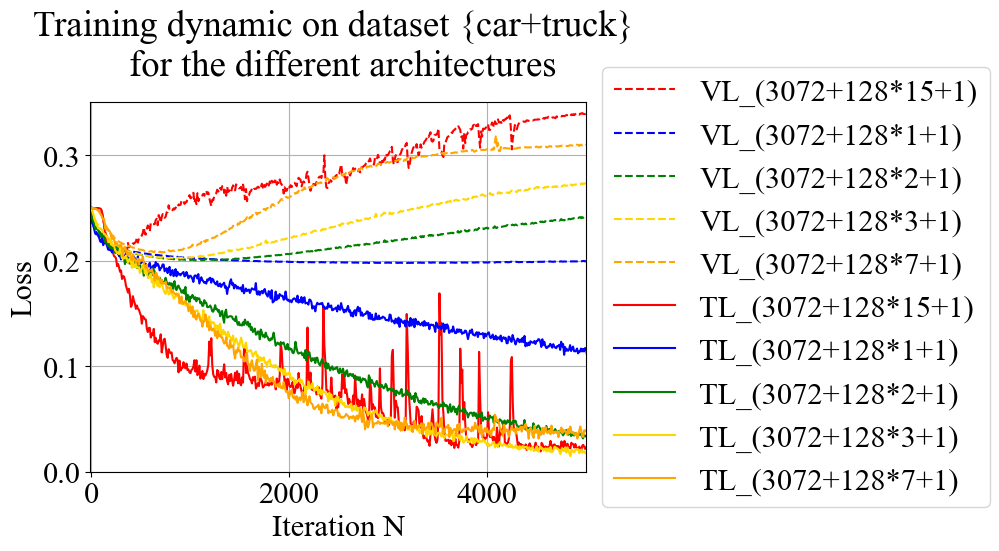 Training dynamic on dataset {car+truck}
for the different architectures
Loss
0.3
0.2
0.1
0.0
0
2000
4000
Iteration N
VL_(3072+128*15+1)
VL_(3072+128*1+1)
VL_(3072+128*2+1)
VL_(3072+128*3+1)
VL_(3072+128*7+1)
TL_(3072+128*15+1)
TL_(3072+128*1+1)
TL_(3072+128*2+1)
TL_(3072+128*3+1)
TL_(3072+128*7+1)